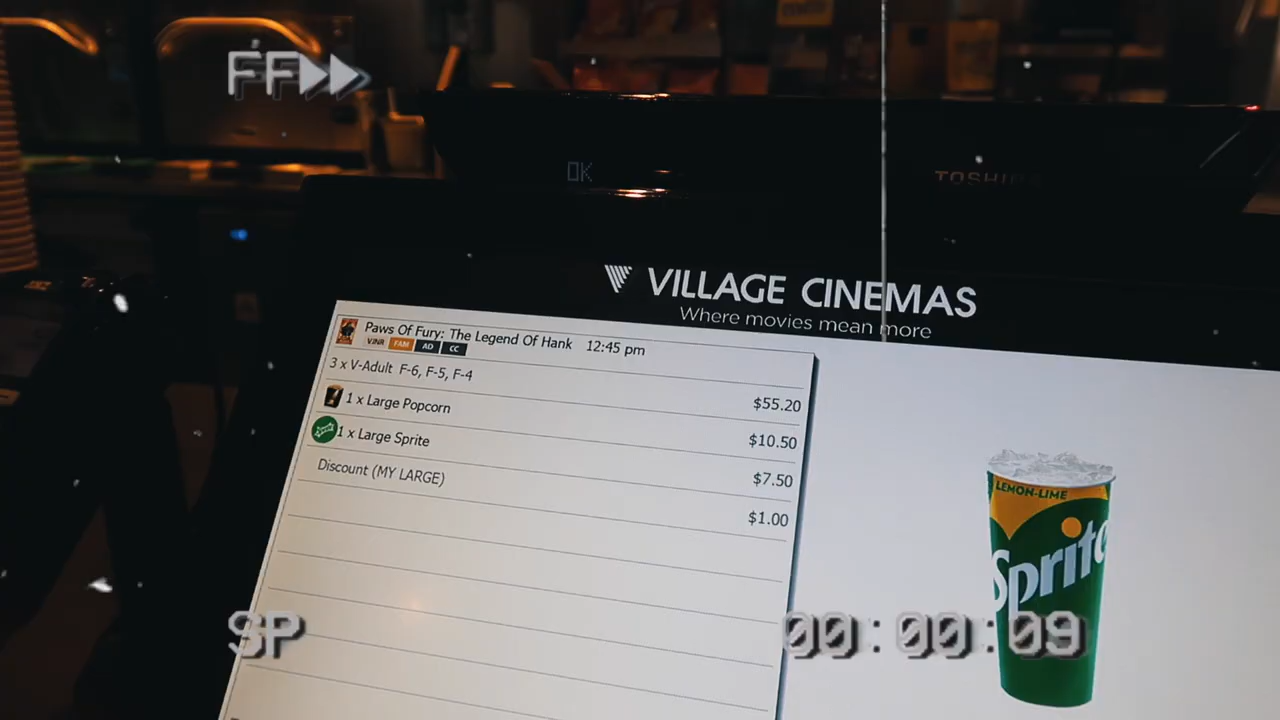 FF
OK
TOSHIBA
VILLAGE CINEMAS
Where movies mean more
Paws Of Fury: The Legend Of Hank 12:45 pm
VJNR FAM AD CC
3 x V-Adult F-6, F-5, F-4 $55.20
1 x Large Popcorn $10.50
1 x Large Sprite $7.50
Discount (MY LARGE) $1.00
LEMON-LIME
Sprite
SP 00:00:09